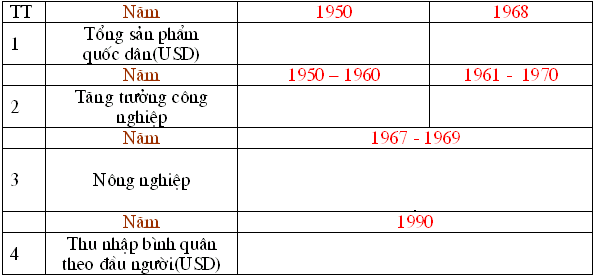 TT Năm 1950 1968
1 Tổng sản phẩm
quốc dân(USD)
Năm 1950 – 1960 1961 - 1970
2 Tăng trưởng công
nghiệp
Năm 1967 - 1969
3 Nông nghiệp
Năm 1990
4 Thu nhập bình quân
theo đầu người(USD)